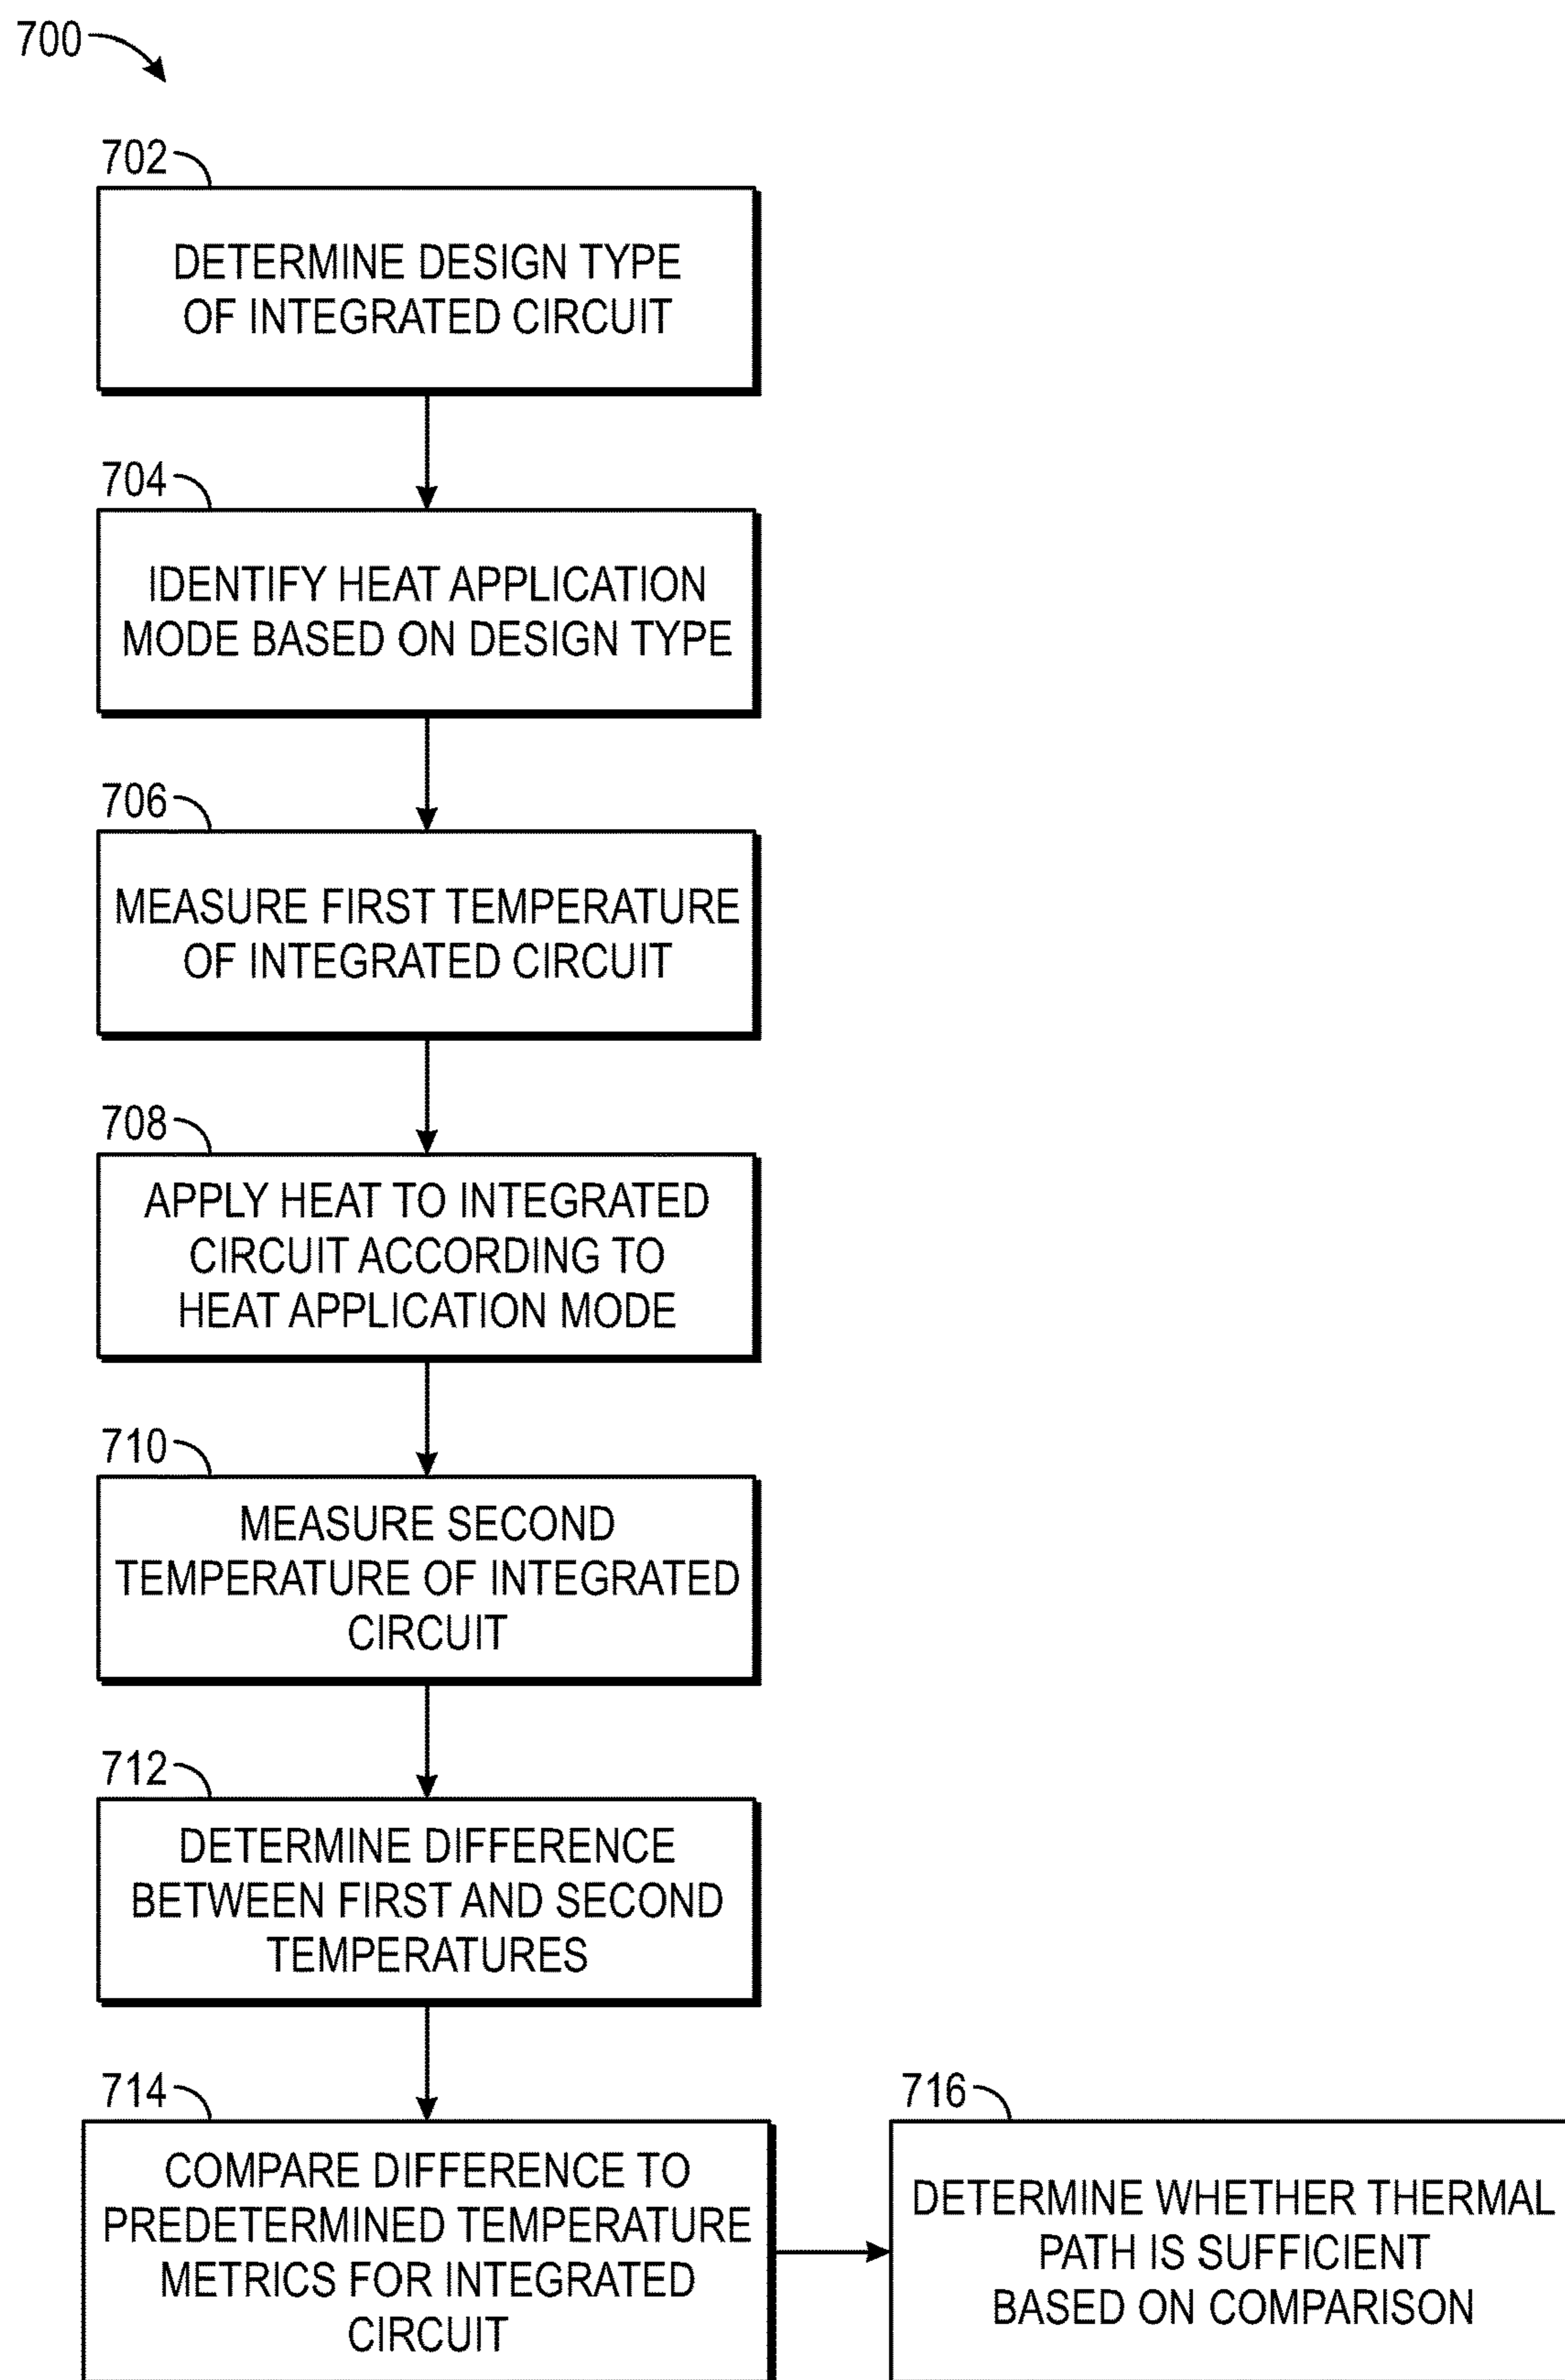 700
702
DETERMINE DESIGN TYPE
OF INTEGRATED CIRCUIT
704
IDENTIFY HEAT APPLICATION
MODE BASED ON DESIGN TYPE
706
MEASURE FIRST TEMPERATURE
OF INTEGRATED CIRCUIT
708
APPLY HEAT TO INTEGRATED
CIRCUIT ACCORDING TO
HEAT APPLICATION MODE
710
MEASURE SECOND
TEMPERATURE OF INTEGRATED
CIRCUIT
712
DETERMINE DIFFERENCE
BETWEEN FIRST AND SECOND
TEMPERATURES
714
COMPARE DIFFERENCE TO
PREDETERMINED TEMPERATURE
METRICS FOR INTEGRATED
CIRCUIT
716
DETERMINE WHETHER THERMAL
PATH IS SUFFICIENT
BASED ON COMPARISON